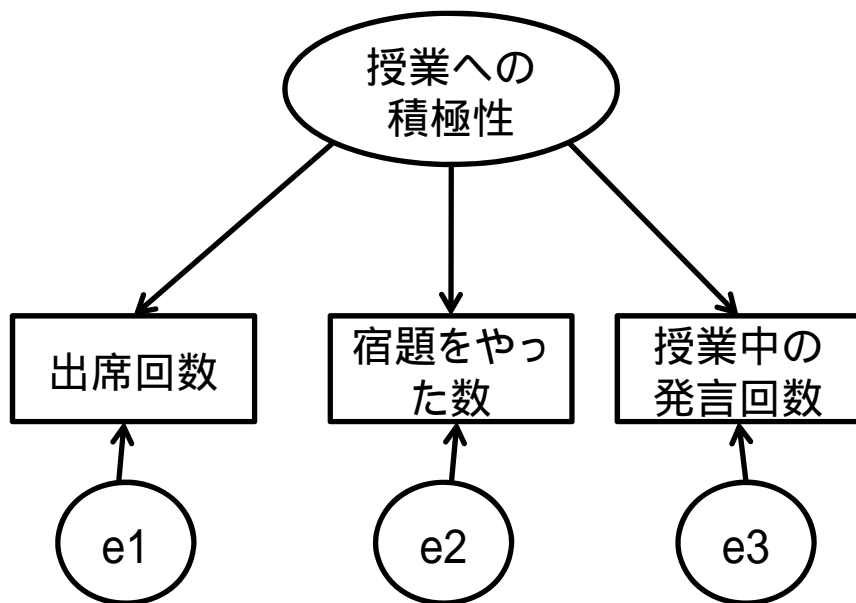 授業への
積極性
出席回数
宿題をやっ
た数
授業中の
発言回数
e1
e2
e3